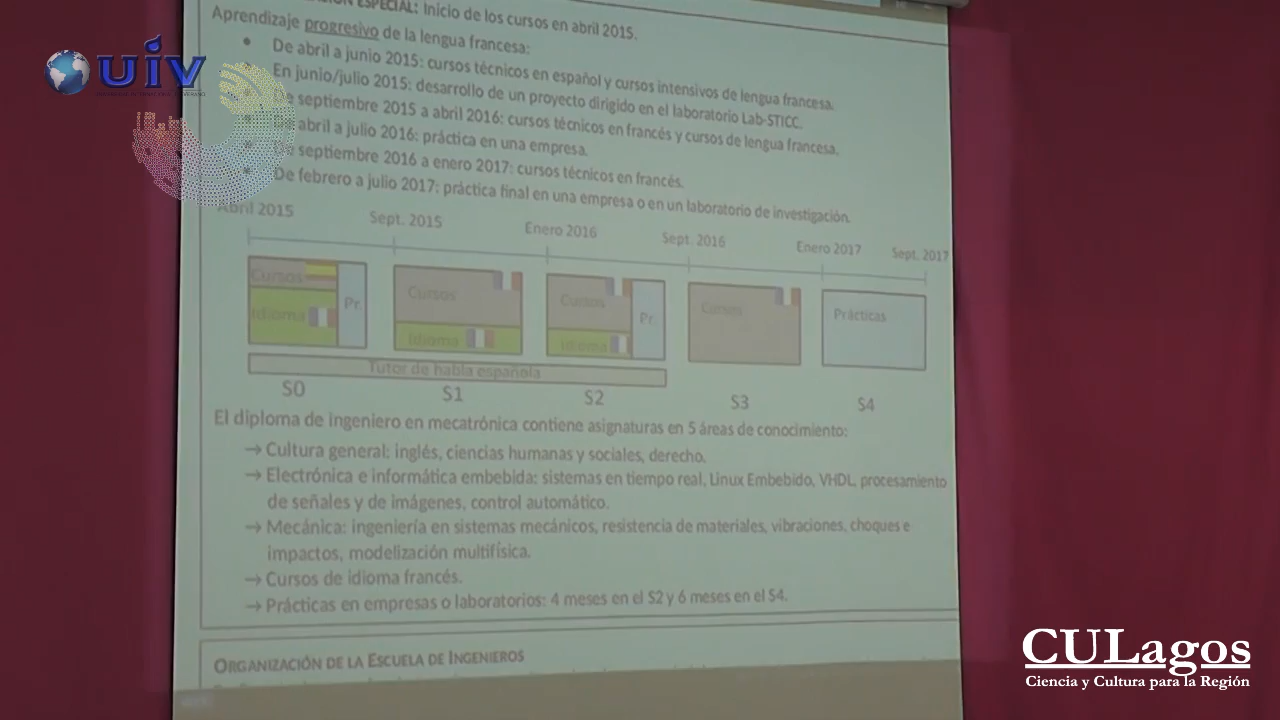 ESPECIAL: Inicio de los cursos en abril 2015.
Aprendizaje progresivo de la lengua francesa:
• De abril a junio 2015: cursos técnicos en español y cursos intensivos de lengua francesa.
En junio/julio 2015: desarrollo de un proyecto dirigido en el laboratorio Lab-STICC.
septiembre 2015 a abril 2016: cursos técnicos en francés y cursos de lengua francesa.
abril a julio 2016: práctica en una empresa.
septiembre 2016 a enero 2017: cursos técnicos en francés.
De febrero a julio 2017: práctica final en una empresa o en un laboratorio de investigación.
uiv
Abril 2015 Sept. 2015 Enero 2016 Sept. 2016 Enero 2017 Sept. 2017
Cursos Pr. Cursos Cursos Pr. Cursos Prácticas
Idioma Idioma Idioma
Tutor de habla española
S0 S1 S2 S3 S4
El diploma de ingeniero en mecatrónica contiene asignaturas en 5 áreas de conocimiento:
→ Cultura general: inglés, ciencias humanas y sociales, derecho.
→ Electrónica e informática embebida: sistemas en tiempo real, Linux Embebido, VHDL, procesamiento
de señales y de imágenes, control automático.
→ Mecánica: ingeniería en sistemas mecánicos, resistencia de materiales, vibraciones, choques e
impactos, modelización multifísica.
→ Cursos de idioma francés.
→ Prácticas en empresas o laboratorios: 4 meses en el S2 y 6 meses en el S4.
ORGANIZACIÓN DE LA ESCUELA DE INGENIEROS
CULagos
Ciencia y Cultura para la Región